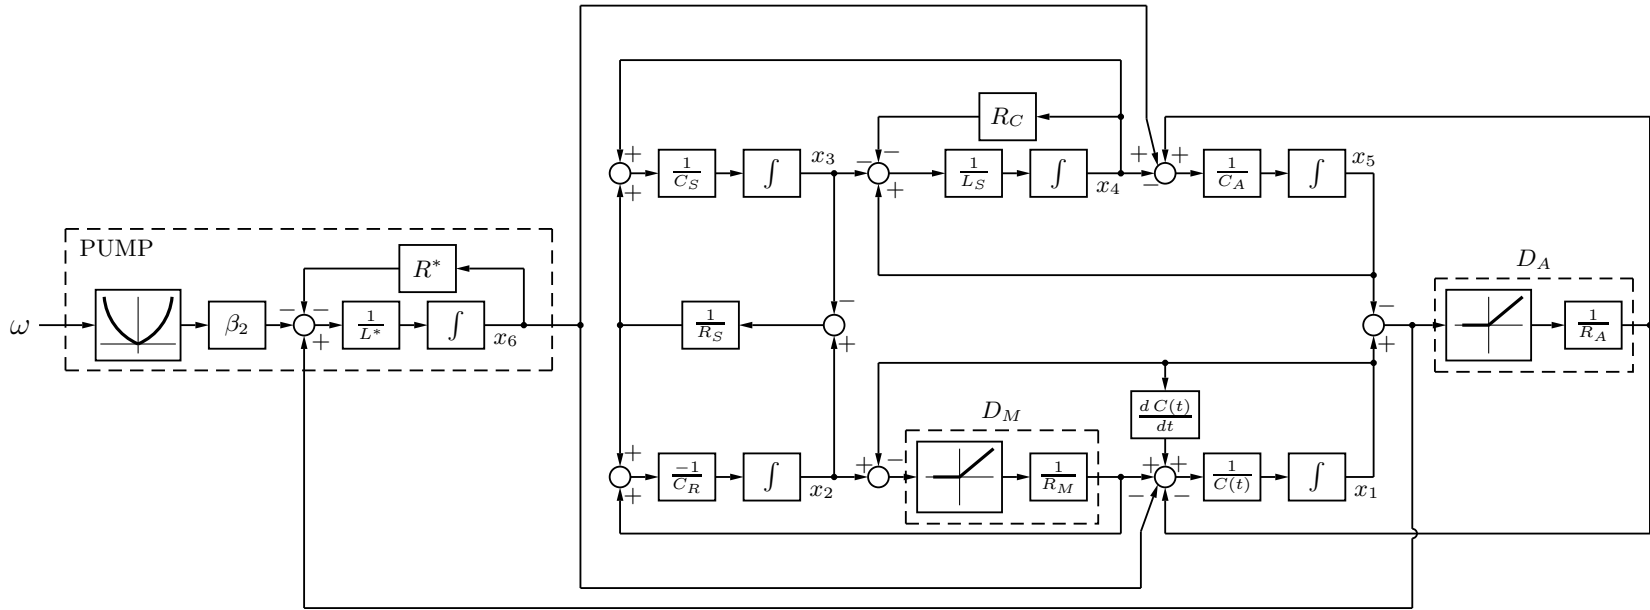 R_C
+ − + +
1/C_S ∫ x_3 − 1/L_S ∫ x_4 − 1/C_A ∫ x_5
+ +
PUMP
R^*
D_A
− − −
ω β_2 − 1/L^* ∫ x_6 1/R_S 1/R_A
+ + +
d C(t)/dt
D_M
+ + − + +
−1/C_R ∫ x_2 1/R_M 1/C(t) ∫ x_1
+ − −